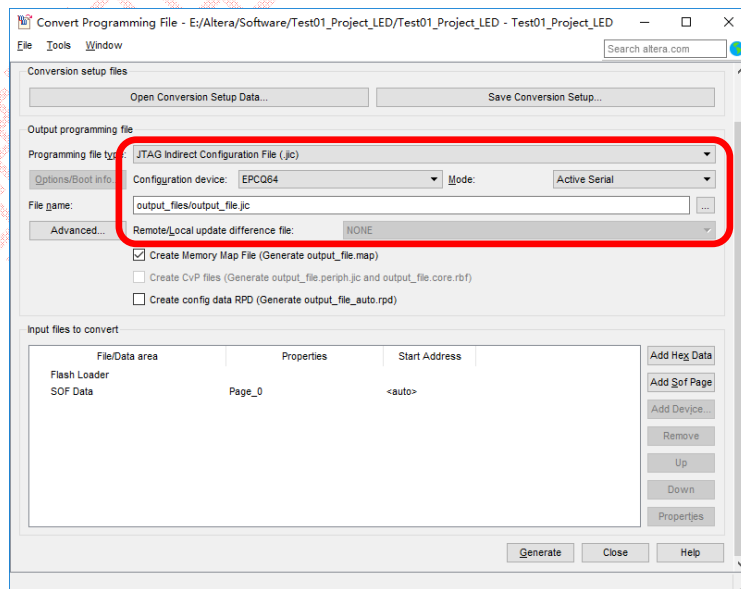 Convert Programming File - E:/Altera/Software/Test01_Project_LED/Test01_Project_LED - Test01_Project_LED
File Tools Window Search altera.com
Conversion setup files
Open Conversion Setup Data... Save Conversion Setup...
Output programming file
Programming file type: JTAG Indirect Configuration File (.jic)
Options/Boot info... Configuration device: EPCQ64 Mode: Active Serial
File name: output_files/output_file.jic ...
Advanced... Remote/Local update difference file: NONE
Create Memory Map File (Generate output_file.map)
Create CvP files (Generate output_file.periph.jic and output_file.core.rbf)
Create config data RPD (Generate output_file_auto.rpd)
Input files to convert
File/Data area Properties Start Address Add Hex Data
Flash Loader
SOF Data Page_0 <auto> Add Sof Page
Add Device...
Remove
Up
Down
Properties
Generate Close Help